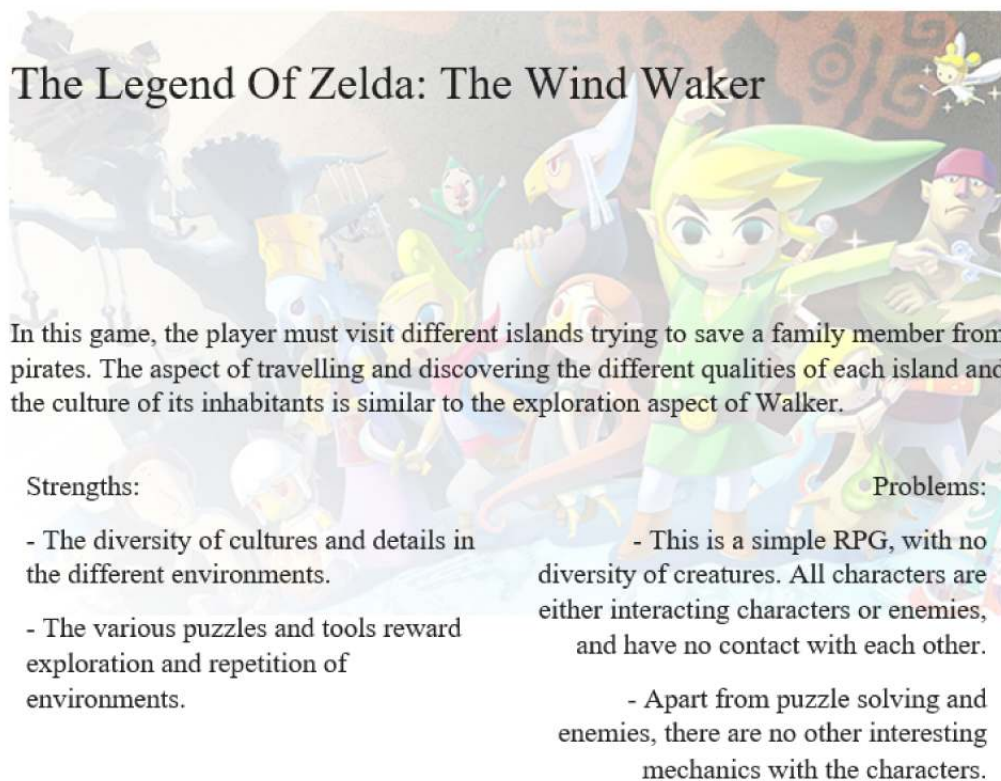 The Legend Of Zelda: The Wind Waker
In this game, the player must visit different islands trying to save a family member from
pirates. The aspect of travelling and discovering the different qualities of each island and
the culture of its inhabitants is similar to the exploration aspect of Walker.
Strengths:
- The diversity of cultures and details in
the different environments.
- The various puzzles and tools reward
exploration and repetition of
environments.
Problems:
- This is a simple RPG, with no
diversity of creatures. All characters are
either interacting characters or enemies,
and have no contact with each other.
- Apart from puzzle solving and
enemies, there are no other interesting
mechanics with the characters.